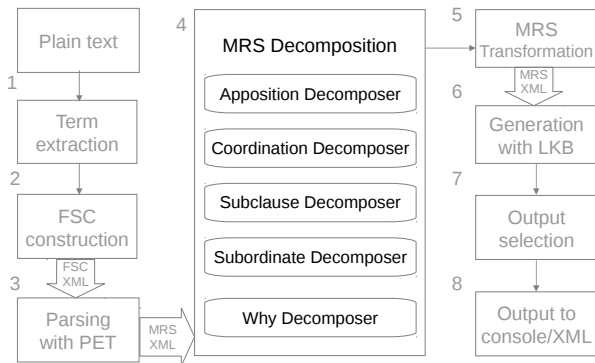 Plain text
1
Term
extraction
2
FSC
construction
FSC
XML
3
Parsing
with PET
MRS
XML
4
MRS Decomposition
Apposition Decomposer
Coordination Decomposer
Subclause Decomposer
Subordinate Decomposer
Why Decomposer
5
MRS
Transformation
MRS
XML
6
Generation
with LKB
7
Output
selection
8
Output to
console/XML